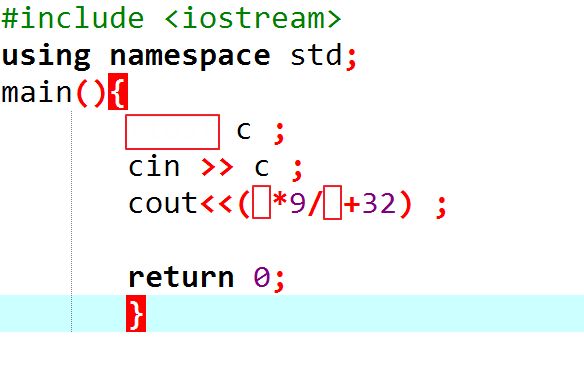 #include <iostream>
using namespace std;
main(){
c ;
cin >> c ;
cout<<( *9/ +32) ;
return 0;
}